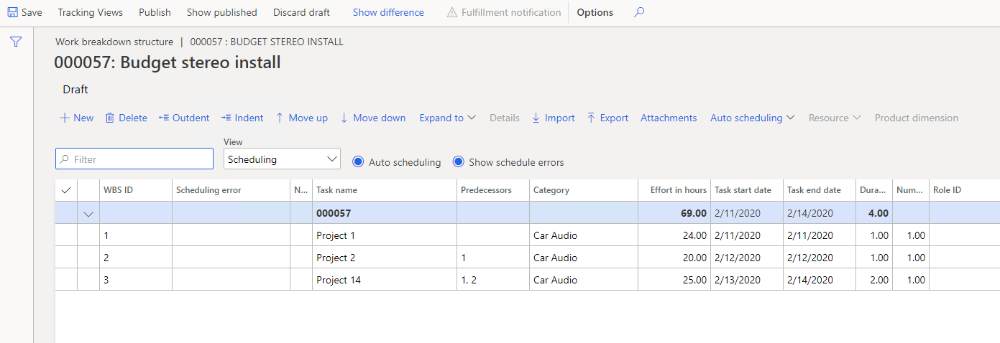 Save Tracking Views Publish Show published Discard draft Show difference Fulfillment notification Options
Work breakdown structure | 000057 : BUDGET STEREO INSTALL
000057: Budget stereo install
Draft
New Delete Outdent Indent Move up Move down Expand to Details Import Export Attachments Auto scheduling Resource Product dimension
View
Filter Scheduling Auto scheduling Show schedule errors
WBS ID Scheduling error N... Task name Predecessors Category Effort in hours Task start date Task end date Dura... Num... Role ID
000057 69.00 2/11/2020 2/14/2020 4.00
1 Project 1 Car Audio 24.00 2/11/2020 2/11/2020 1.00 1.00
2 Project 2 1 Car Audio 20.00 2/12/2020 2/12/2020 1.00 1.00
3 Project 14 1, 2 Car Audio 25.00 2/13/2020 2/14/2020 2.00 1.00